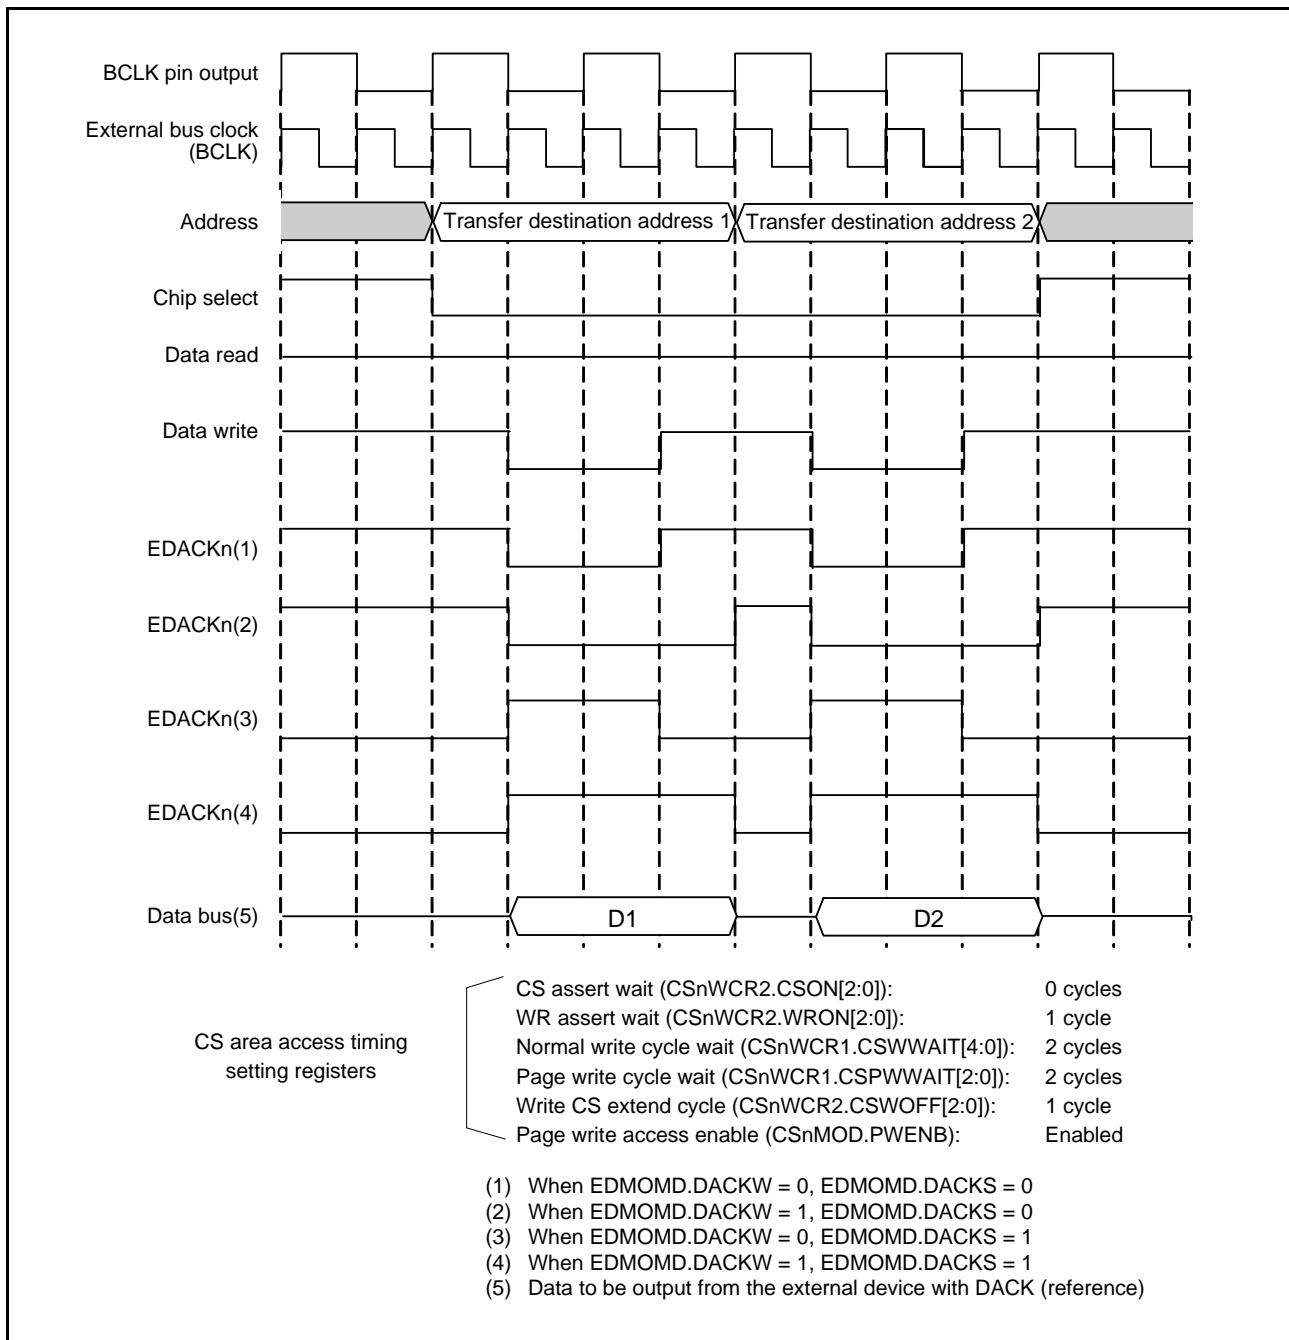 BCLK pin output
External bus clock
(BCLK)
Address
Transfer destination address 1
Transfer destination address 2
Chip select
Data read
Data write
EDACKn(1)
EDACKn(2)
EDACKn(3)
EDACKn(4)
Data bus(5)
D1
D2
CS area access timing
setting registers
CS assert wait (CSnWCR2.CSON[2:0]): 0 cycles
WR assert wait (CSnWCR2.WRON[2:0]): 1 cycle
Normal write cycle wait (CSnWCR1.CSWWAIT[4:0]): 2 cycles
Page write cycle wait (CSnWCR1.CSPWWAIT[2:0]): 2 cycles
Write CS extend cycle (CSnWCR2.CSWOFF[2:0]): 1 cycle
Page write access enable (CSnMOD.PWENB): Enabled
(1) When EDMOMD.DACKW = 0, EDMOMD.DACKS = 0
(2) When EDMOMD.DACKW = 1, EDMOMD.DACKS = 0
(3) When EDMOMD.DACKW = 0, EDMOMD.DACKS = 1
(4) When EDMOMD.DACKW = 1, EDMOMD.DACKS = 1
(5) Data to be output from the external device with DACK (reference)